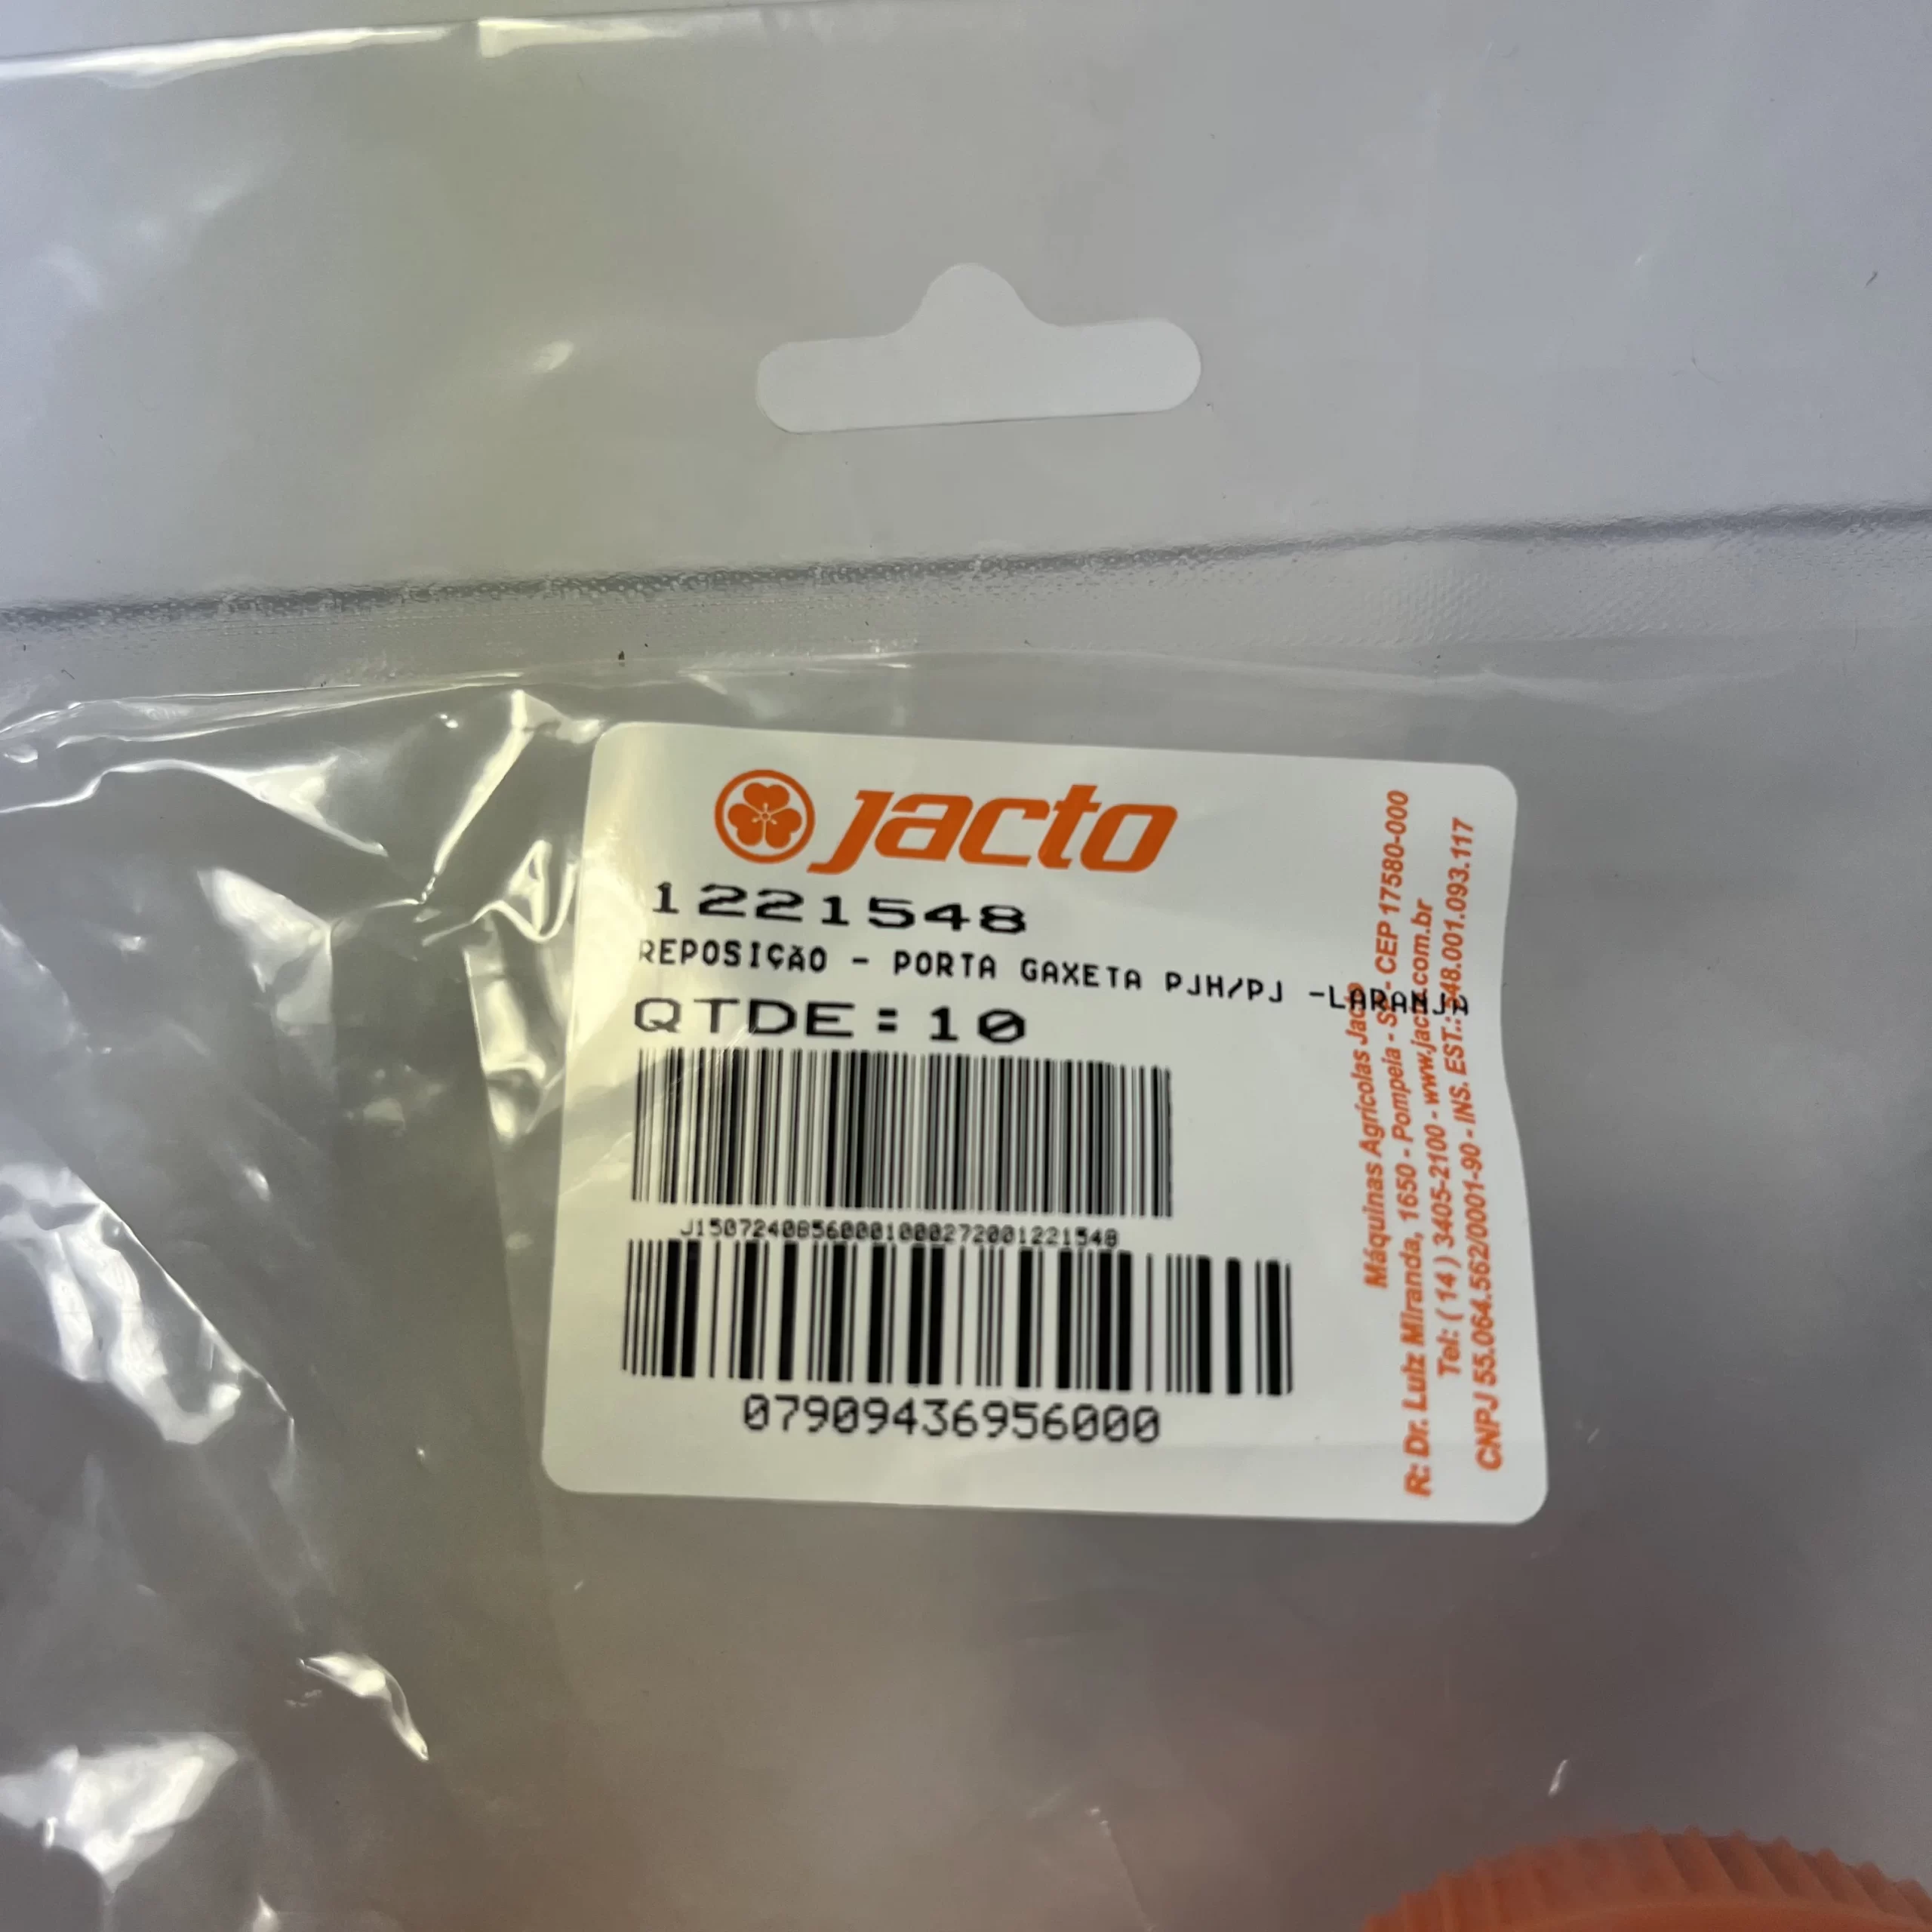 jacto
1221548
REPOSIÇÃO - PORTA GAXETA PJH/PJ -LARANJA
QTDE:10
J15072408560001000272001221548
07909436956000
Máquinas Agrícolas Jacto
R: Dr. Luiz Miranda, 1650 - Pompeia - SP - CEP 17580-000
Tel: ( 14 ) 3405-2100 - www.jacto.com.br
CNPJ 55.064.562/0001-90 - INS. EST.: 548.001.093.117